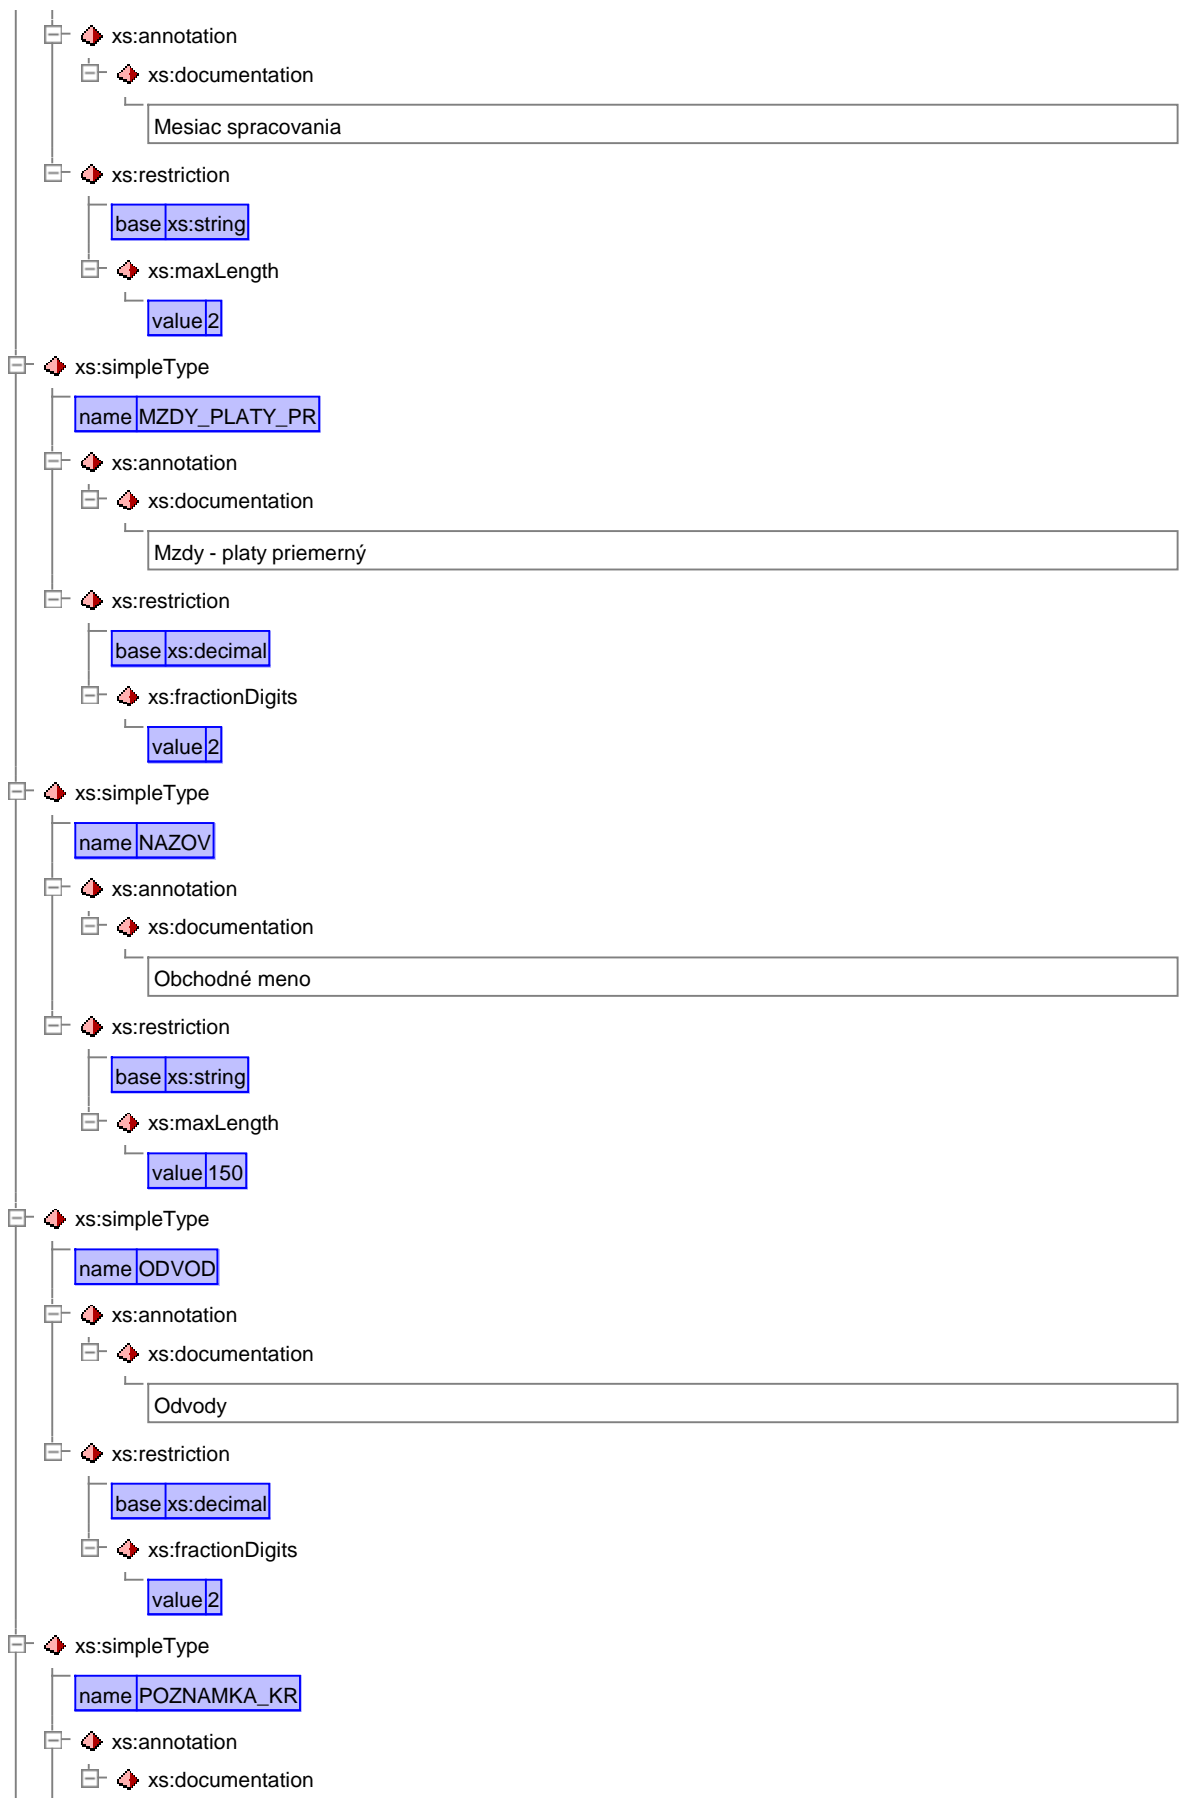 xs:annotation
xs:documentation
Mesiac spracovania
xs:restriction
base xs:string
xs:maxLength
value 2
xs:simpleType
name MZDY_PLATY_PR
xs:annotation
xs:documentation
Mzdy - platy priemerný
xs:restriction
base xs:decimal
xs:fractionDigits
value 2
xs:simpleType
name NAZOV
xs:annotation
xs:documentation
Obchodné meno
xs:restriction
base xs:string
xs:maxLength
value 150
xs:simpleType
name ODVOD
xs:annotation
xs:documentation
Odvody
xs:restriction
base xs:decimal
xs:fractionDigits
value 2
xs:simpleType
name POZNAMKA_KR
xs:annotation
xs:documentation